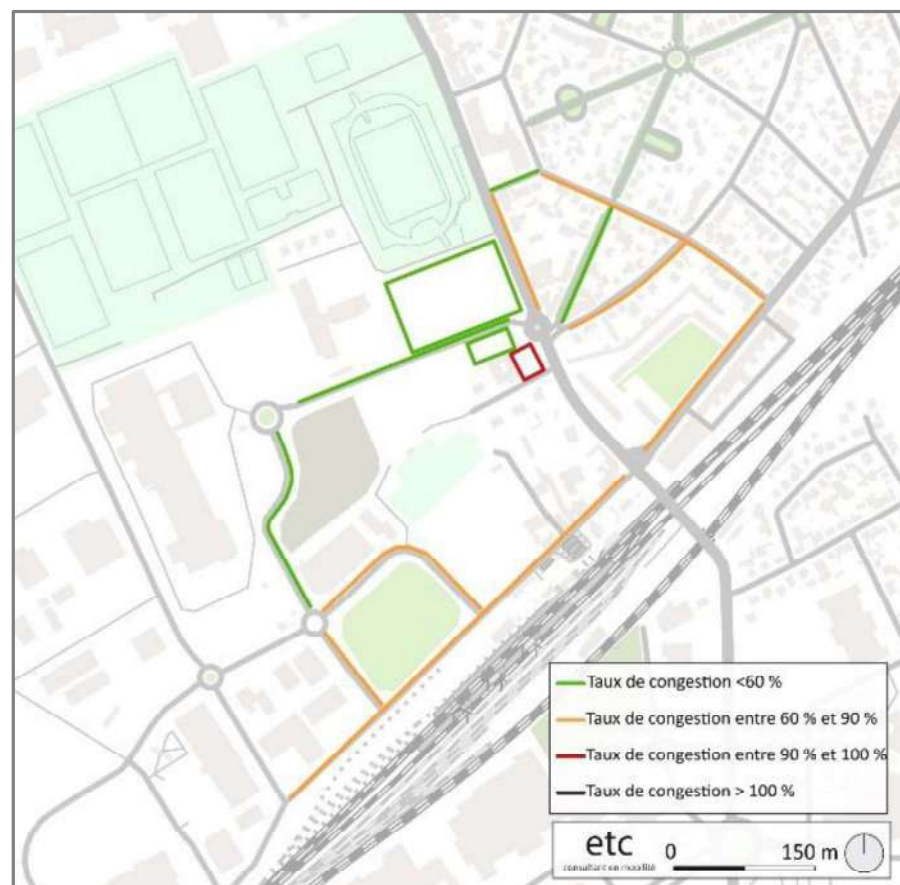 Taux de congestion <60 %
Taux de congestion entre 60 % et 90 %
Taux de congestion entre 90 % et 100 %
Taux de congestion > 100 %
etc
consultant en mobilité
0 150 m